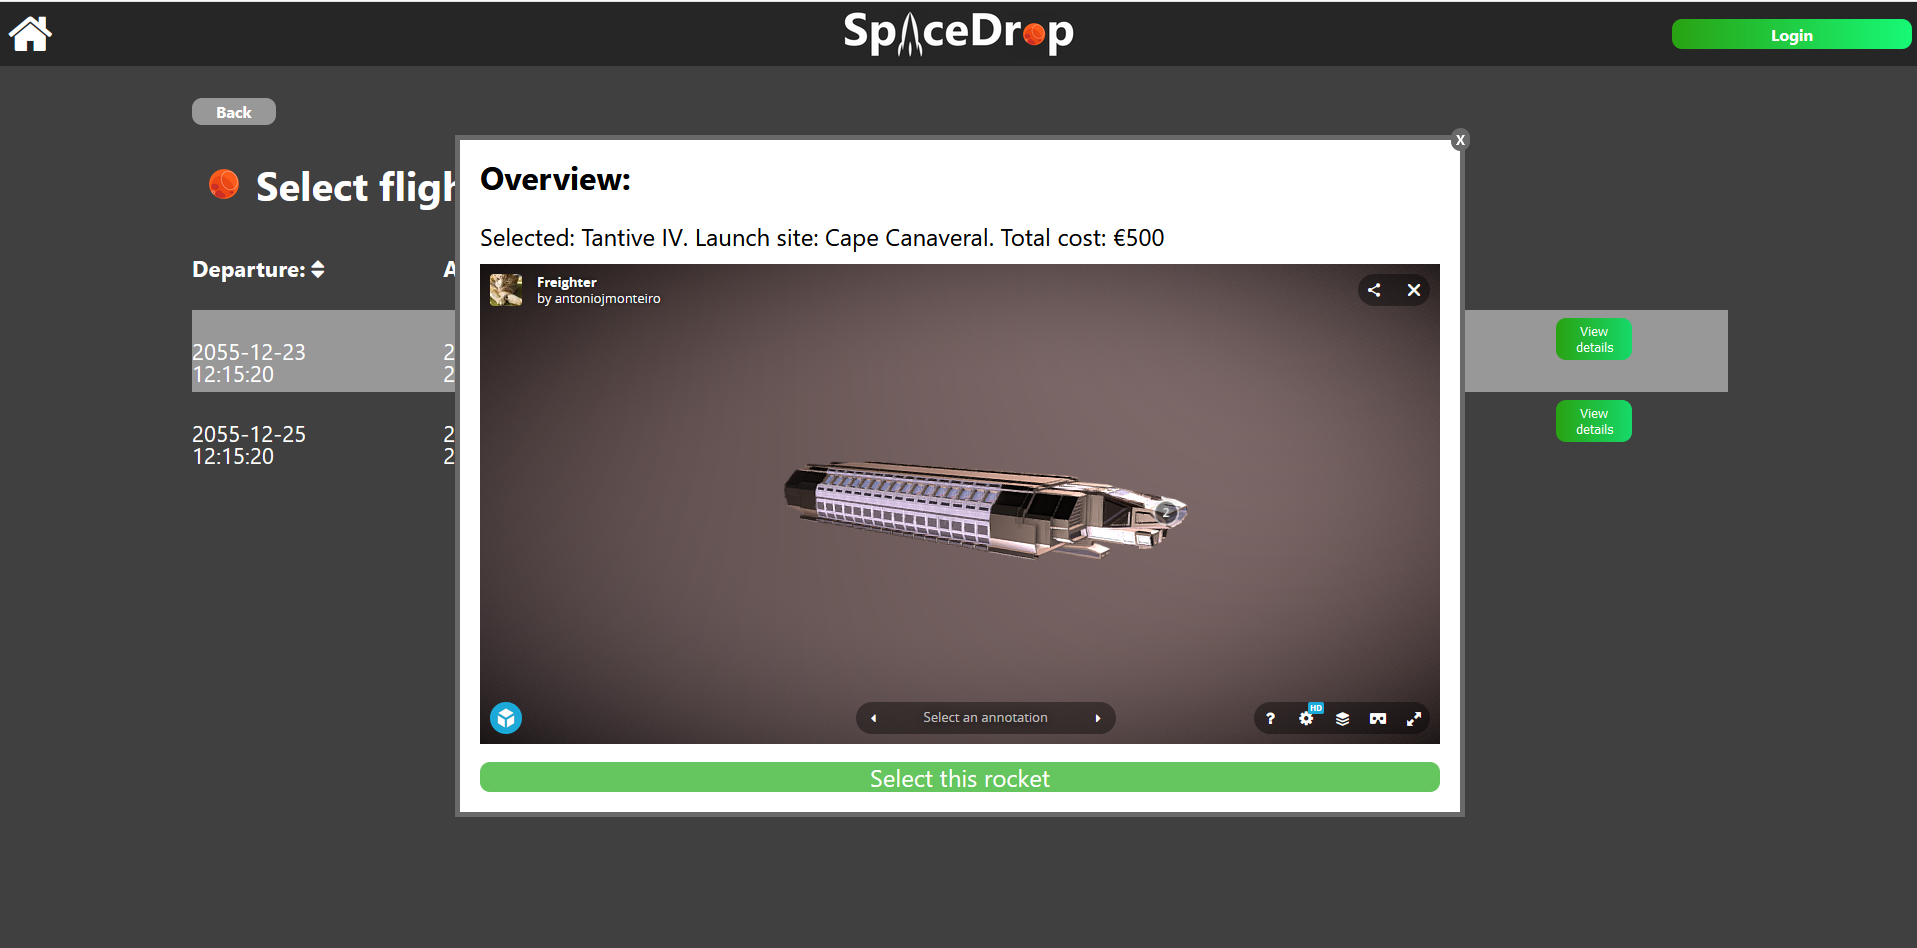 SpaceDrop
Login
Back
X
Overview:
Select fligh
Selected: Tantive IV. Launch site: Cape Canaveral. Total cost: €500
Departure:
A
Freighter
by antoniojmonteiro
2055-12-23
12:15:20
2
2
View
details
2055-12-25
12:15:20
2
2
View
details
2
Select an annotation
?
HD
Select this rocket